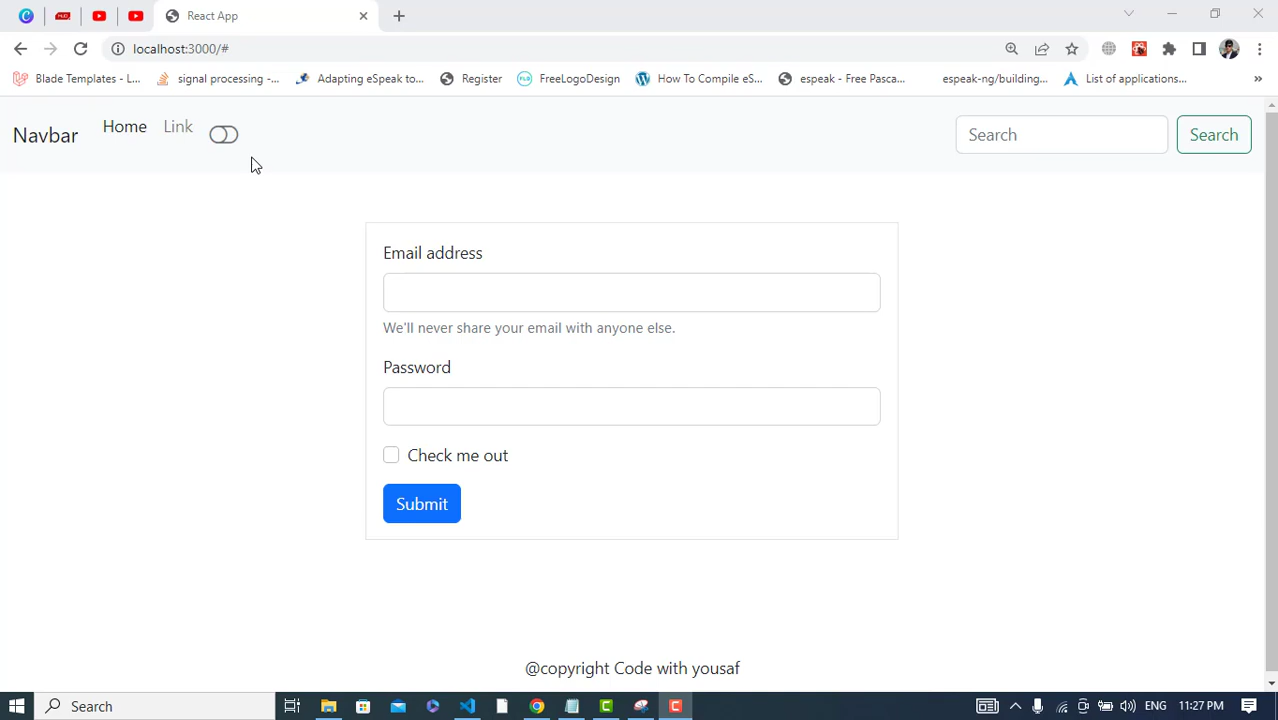 React App
localhost:3000/#
Blade Templates - L...
signal processing -...
Adapting eSpeak to...
Register
FreeLogoDesign
How To Compile eS...
espeak - Free Pasca...
espeak-ng/building...
List of applications...
Navbar
Home
Link
Search
Search
Email address
We'll never share your email with anyone else.
Password
Check me out
Submit
@copyright Code with yousaf
Search
ENG
11:27 PM